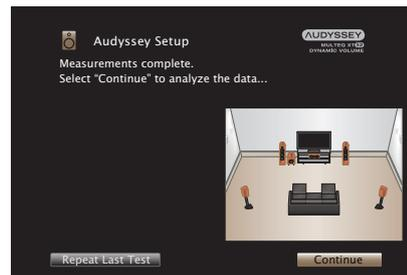 Audyssey Setup
AUDYSSEY
MULTEQ XT32
DYNAMIC VOLUME
Measurements complete.
Select “Continue” to analyze the data...
Repeat Last Test
Continue